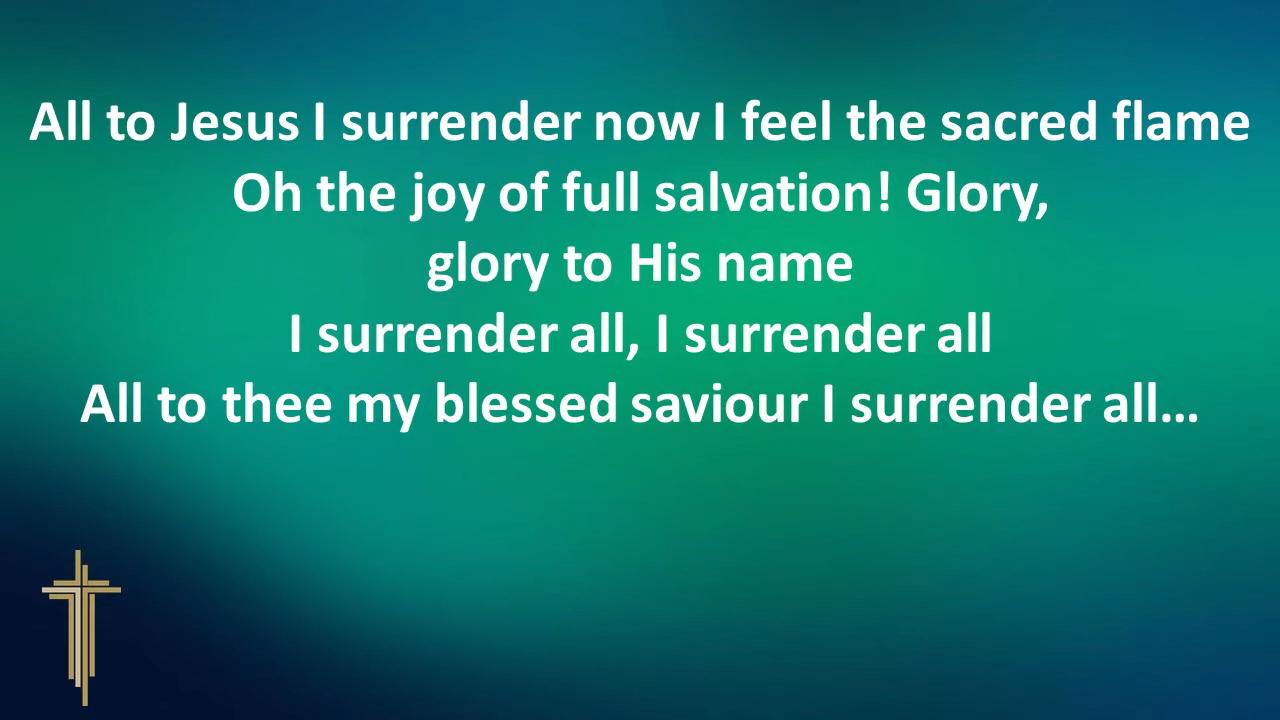 All to Jesus I surrender now I feel the sacred flame
Oh the joy of full salvation! Glory,
glory to His name
I surrender all, I surrender all
All to thee my blessed saviour I surrender all…